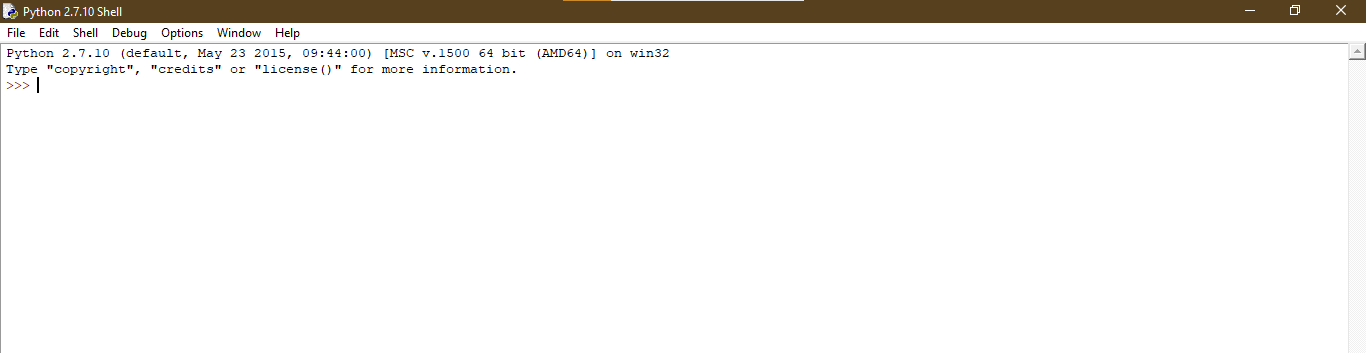 Python 2.7.10 Shell
File Edit Shell Debug Options Window Help
Python 2.7.10 (default, May 23 2015, 09:44:00) [MSC v.1500 64 bit (AMD64)] on win32
Type "copyright", "credits" or "license()" for more information.
>>>